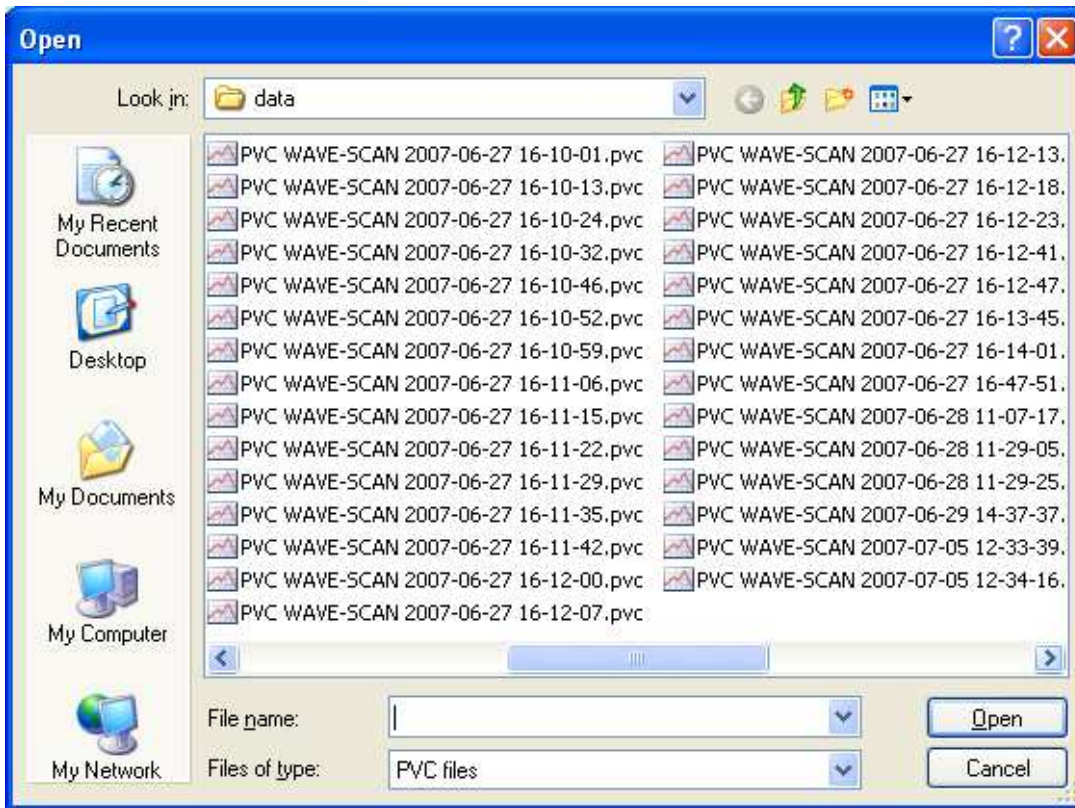 Open
Look in: data
My Recent
Documents
Desktop
My Documents
My Computer
My Network
PVC WAVE-SCAN 2007-06-27 16-10-01.pvc
PVC WAVE-SCAN 2007-06-27 16-10-13.pvc
PVC WAVE-SCAN 2007-06-27 16-10-24.pvc
PVC WAVE-SCAN 2007-06-27 16-10-32.pvc
PVC WAVE-SCAN 2007-06-27 16-10-46.pvc
PVC WAVE-SCAN 2007-06-27 16-10-52.pvc
PVC WAVE-SCAN 2007-06-27 16-10-59.pvc
PVC WAVE-SCAN 2007-06-27 16-11-06.pvc
PVC WAVE-SCAN 2007-06-27 16-11-15.pvc
PVC WAVE-SCAN 2007-06-27 16-11-22.pvc
PVC WAVE-SCAN 2007-06-27 16-11-29.pvc
PVC WAVE-SCAN 2007-06-27 16-11-35.pvc
PVC WAVE-SCAN 2007-06-27 16-11-42.pvc
PVC WAVE-SCAN 2007-06-27 16-12-00.pvc
PVC WAVE-SCAN 2007-06-27 16-12-07.pvc
PVC WAVE-SCAN 2007-06-27 16-12-13.
PVC WAVE-SCAN 2007-06-27 16-12-18.
PVC WAVE-SCAN 2007-06-27 16-12-23.
PVC WAVE-SCAN 2007-06-27 16-12-41.
PVC WAVE-SCAN 2007-06-27 16-12-47.
PVC WAVE-SCAN 2007-06-27 16-13-45.
PVC WAVE-SCAN 2007-06-27 16-14-01.
PVC WAVE-SCAN 2007-06-27 16-47-51.
PVC WAVE-SCAN 2007-06-28 11-07-17.
PVC WAVE-SCAN 2007-06-28 11-29-05.
PVC WAVE-SCAN 2007-06-28 11-29-25.
PVC WAVE-SCAN 2007-06-29 14-37-37.
PVC WAVE-SCAN 2007-07-05 12-33-39.
PVC WAVE-SCAN 2007-07-05 12-34-16.
File name:
Open
Files of type: PVC files
Cancel